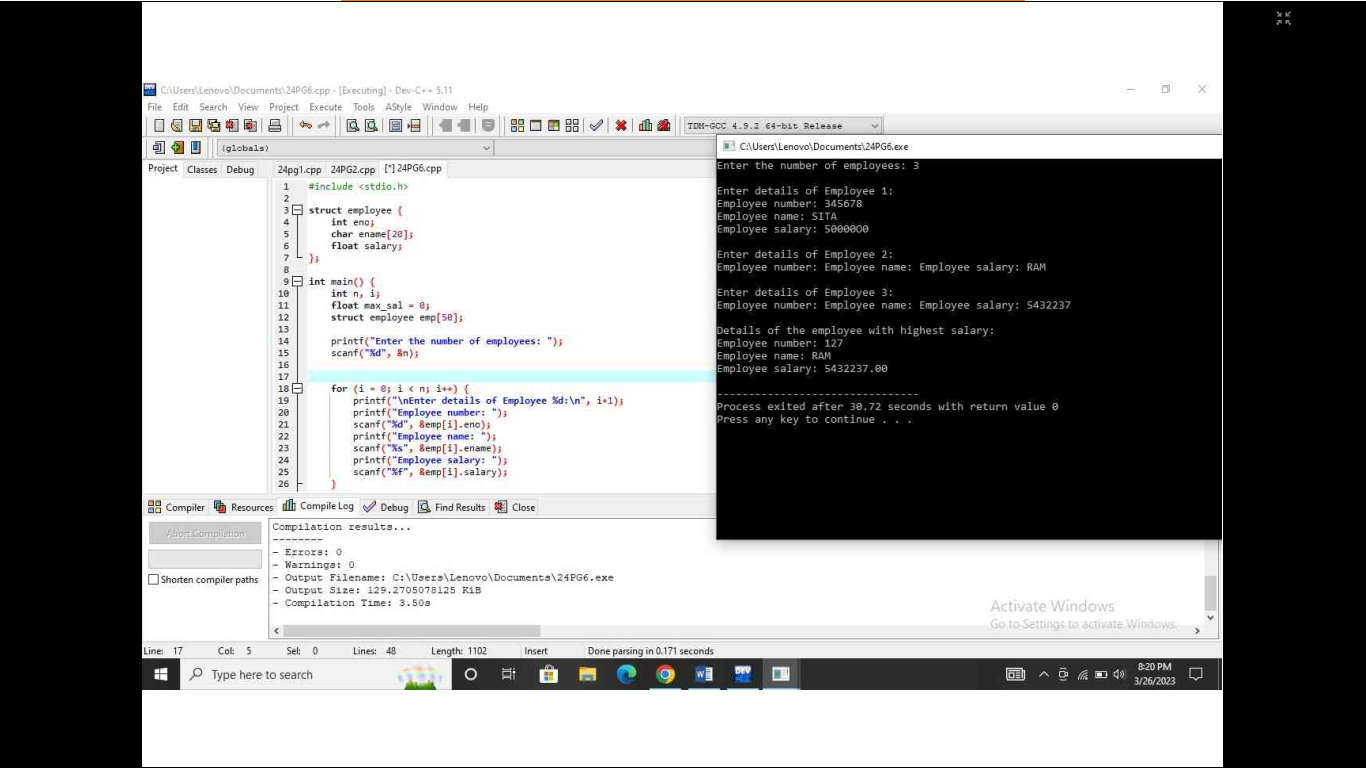 C:\Users\Lenovo\Documents\24PG6.cpp - [Executing] - Dev-C++ 5.11
File Edit Search View Project Execute Tools AStyle Window Help
TDM-GCC 4.9.2 64-bit Release
(globals)
Project Classes Debug
24pg1.cpp 24PG2.cpp [*] 24PG6.cpp
1 #include <stdio.h>
2
3 struct employee {
4 int eno;
5 char ename[20];
6 float salary;
7 };
8
9 int main() {
10 int n, i;
11 float max_sal = 0;
12 struct employee emp[50];
13
14 printf("Enter the number of employees: ");
15 scanf("%d", &n);
16
17
18 for (i = 0; i < n; i++) {
19 printf("\nEnter details of Employee %d:\n", i+1);
20 printf("Employee number: ");
21 scanf("%d", &emp[i].eno);
22 printf("Employee name: ");
23 scanf("%s", &emp[i].ename);
24 printf("Employee salary: ");
25 scanf("%f", &emp[i].salary);
26 }
C:\Users\Lenovo\Documents\24PG6.exe
Enter the number of employees: 3
Enter details of Employee 1:
Employee number: 345678
Employee name: SITA
Employee salary: 50000O0
Enter details of Employee 2:
Employee number: Employee name: Employee salary: RAM
Enter details of Employee 3:
Employee number: Employee name: Employee salary: 5432237
Details of the employee with highest salary:
Employee number: 127
Employee name: RAM
Employee salary: 5432237.00
--------------------------------
Process exited after 30.72 seconds with return value 0
Press any key to continue . . .
Compiler Resources Compile Log Debug Find Results Close
Abort Compilation
Shorten compiler paths
Compilation results...
--------
- Errors: 0
- Warnings: 0
- Output Filename: C:\Users\Lenovo\Documents\24PG6.exe
- Output Size: 129.2705078125 KiB
- Compilation Time: 3.50s
Activate Windows
Go to Settings to activate Windows.
Line: 17 Col: 5 Sel: 0 Lines: 48 Length: 1102 Insert Done parsing in 0.171 seconds
Type here to search
8:20 PM
3/26/2023